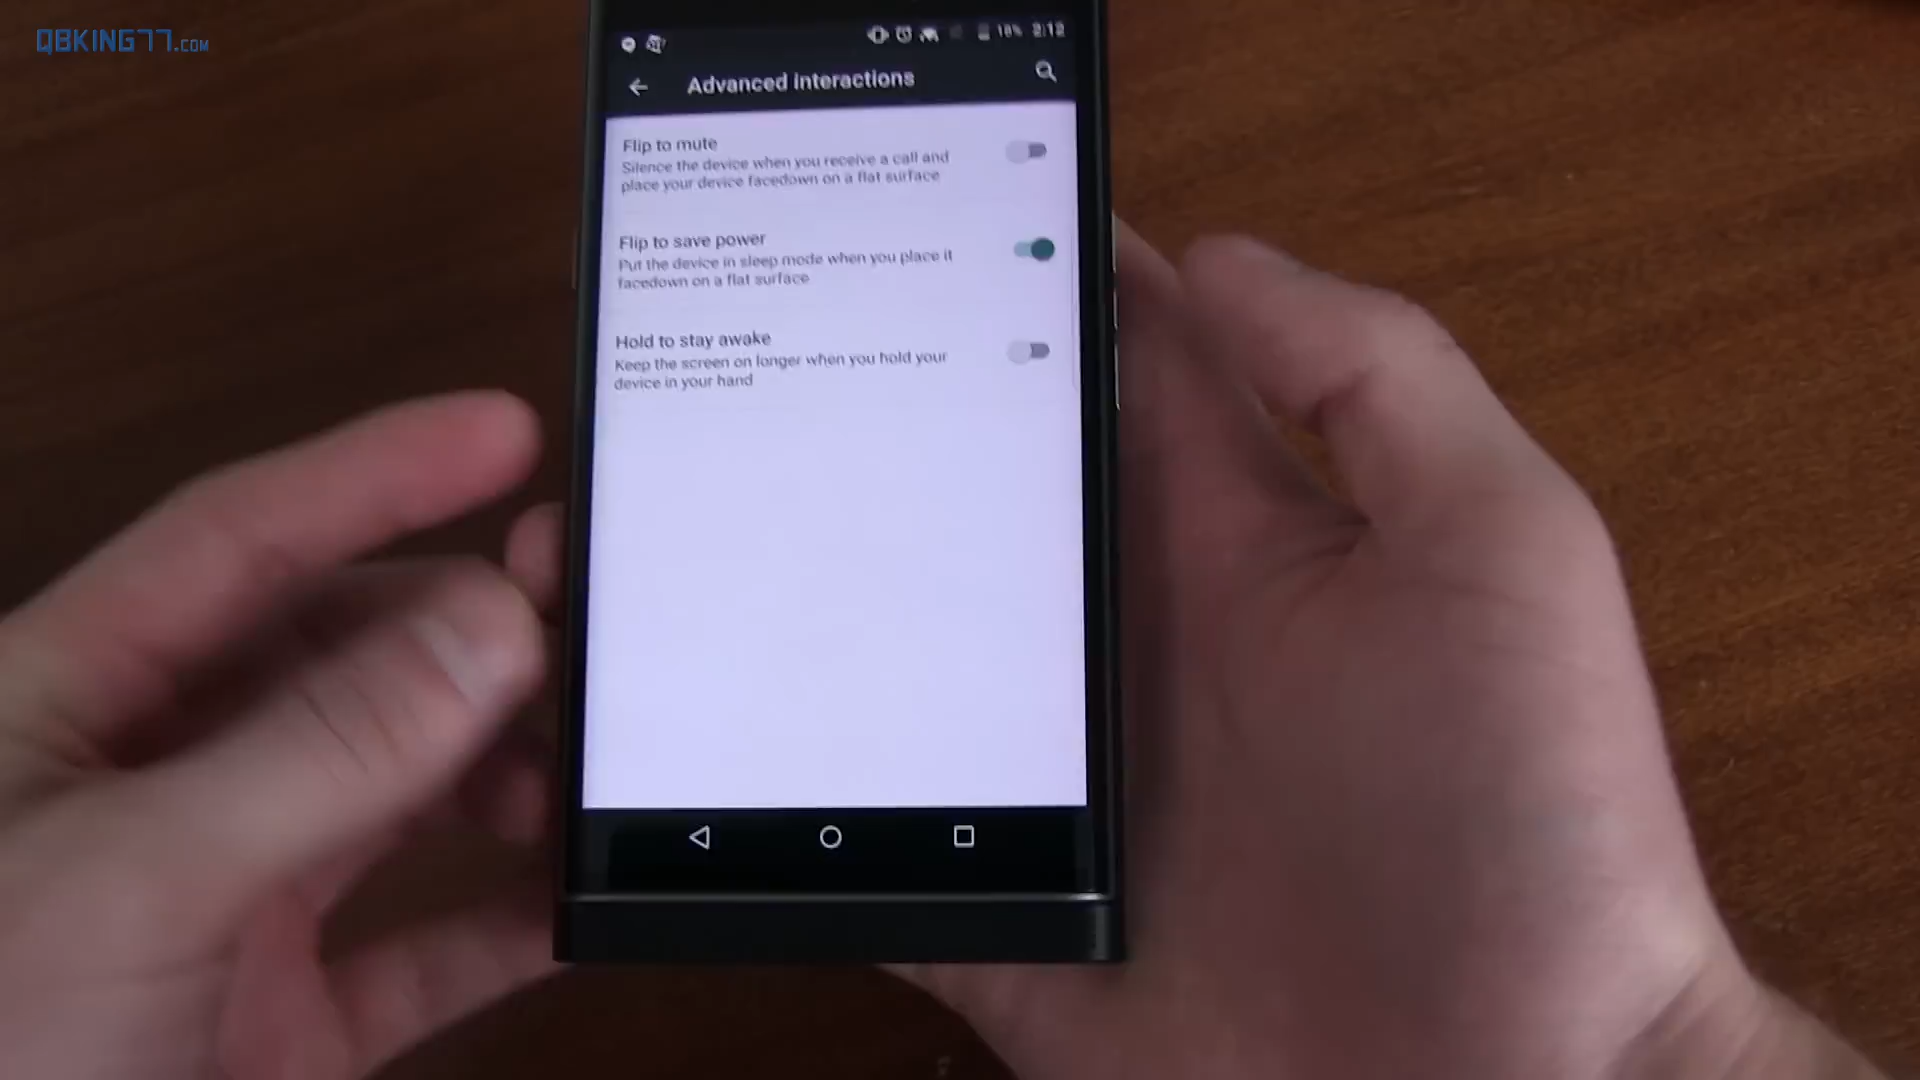 QBKING77.COM
18% 2:12
Advanced interactions
Flip to mute
Silence the device when you receive a call and
place your device facedown on a flat surface
Flip to save power
Put the device in sleep mode when you place it
facedown on a flat surface
Hold to stay awake
Keep the screen on longer when you hold your
device in your hand